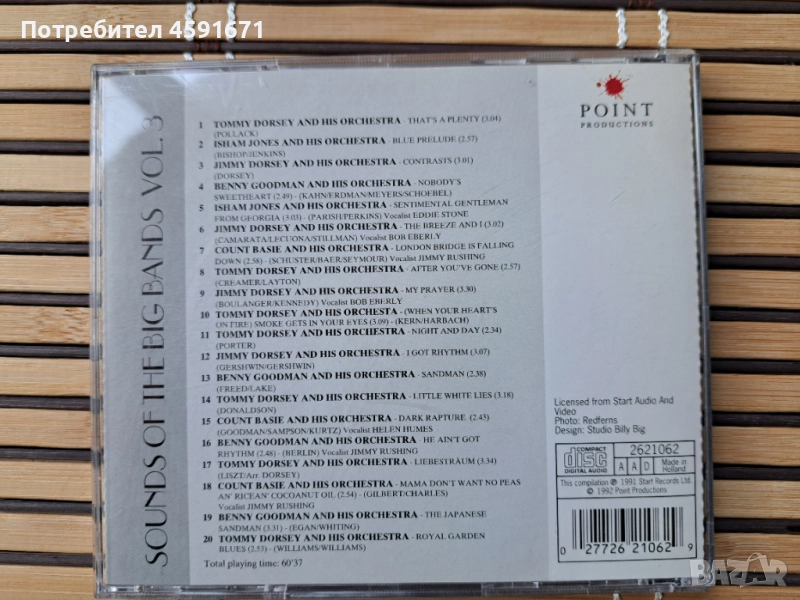 Потребител 4591671
SOUNDS OF THE BIG BANDS VOL. 3
1 TOMMY DORSEY AND HIS ORCHESTRA - THAT'S A PLENTY (3.04)
(POLLACK)
2 ISHAM JONES AND HIS ORCHESTRA - BLUE PRELUDE (2.57)
(BISHOP/JENKINS)
3 JIMMY DORSEY AND HIS ORCHESTRA - CONTRASTS (3.01)
(DORSEY)
4 BENNY GOODMAN AND HIS ORCHESTRA - NOBODY'S
SWEETHEART (2.49) - (KAHN/ERDMAN/MEYERS/SCHOEBEL)
5 ISHAM JONES AND HIS ORCHESTRA - SENTIMENTAL GENTLEMAN
FROM GEORGIA (3.03) - (PARISH/PERKINS) Vocalist EDDIE STONE
6 JIMMY DORSEY AND HIS ORCHESTRA - THE BREEZE AND I (3.02)
(CAMARATA/LECUONA/STILLMAN) Vocalist BOB EBERLY
7 COUNT BASIE AND HIS ORCHESTRA - LONDON BRIDGE IS FALLING
DOWN (2.58) - (SCHUSTER/BAER/SEYMOUR) Vocalist JIMMY RUSHING
8 TOMMY DORSEY AND HIS ORCHESTRA - AFTER YOU'VE GONE (2.57)
(CREAMER/LAYTON)
9 JIMMY DORSEY AND HIS ORCHESTRA - MY PRAYER (3.30)
(BOULANGER/KENNEDY) Vocalist BOB EBERLY
10 TOMMY DORSEY AND HIS ORCHESTA - (WHEN YOUR HEART'S
ON FIRE) SMOKE GETS IN YOUR EYES (3.09) - (KERN/HARBACH)
11 TOMMY DORSEY AND HIS ORCHESTRA - NIGHT AND DAY (2.34)
(PORTER)
12 JIMMY DORSEY AND HIS ORCHESTRA - I GOT RHYTHM (3.07)
(GERSHWIN/GERSHWIN)
13 BENNY GOODMAN AND HIS ORCHESTRA - SANDMAN (2.38)
(FREED/LAKE)
14 TOMMY DORSEY AND HIS ORCHESTRA - LITTLE WHITE LIES (3.18)
(DONALDSON)
15 COUNT BASIE AND HIS ORCHESTRA - DARK RAPTURE (2.43)
(GOODMAN/SAMPSON/KURTZ) Vocalist HELEN HUMES
16 BENNY GOODMAN AND HIS ORCHESTRA - HE AIN'T GOT
RHYTHM (2.48) - (BERLIN) Vocalist JIMMY RUSHING
17 TOMMY DORSEY AND HIS ORCHESTRA - LIEBESTRÄUM (3.34)
(LISZT/Arr. DORSEY)
18 COUNT BASIE AND HIS ORCHESTRA - MAMA DON'T WANT NO PEAS
AN' RICEAN' COCOANUT OIL (2.54) - (GILBERT/CHARLES)
Vocalist JIMMY RUSHING
19 BENNY GOODMAN AND HIS ORCHESTRA - THE JAPANESE
SANDMAN (3.31) - (EGAN/WHITING)
20 TOMMY DORSEY AND HIS ORCHESTRA - ROYAL GARDEN
BLUES (2.53) - (WILLIAMS/WILLIAMS)
Total playing time: 60'37
POINT
PRODUCTIONS
Licensed from Start Audio And
Video
Photo: Redferns
Design: Studio Billy Big
COMPACT
disc
DIGITAL AUDIO
2621062
A A D
Made in
Holland
This compilation ℗ 1991 Start Records Ltd.
© 1992 Point Productions
0 27726 21062 9
BAZAR